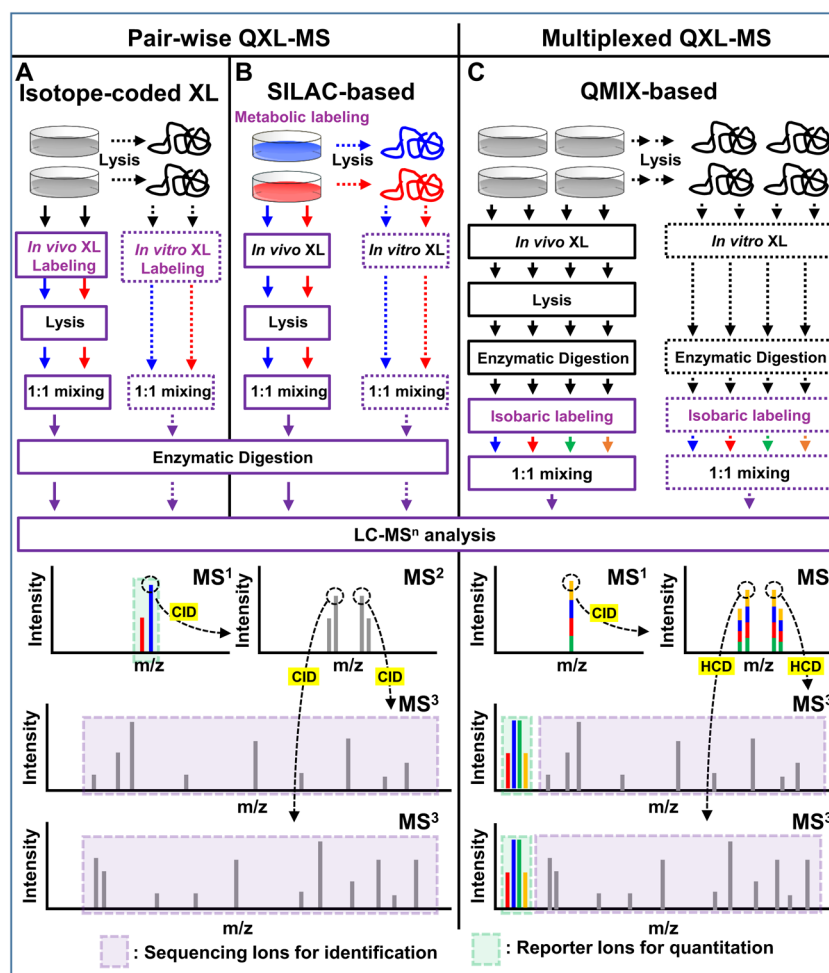 Pair-wise QXL-MS
Multiplexed QXL-MS
A
Isotope-coded XL
B
SILAC-based
C
QMIX-based
Metabolic labeling
Lysis
Lysis
Lysis
In vivo XL
Labeling
In vitro XL
Labeling
In vivo XL
In vitro XL
In vivo XL
In vitro XL
Lysis
Lysis
Lysis
Enzymatic Digestion
Enzymatic Digestion
1:1 mixing
1:1 mixing
1:1 mixing
1:1 mixing
Isobaric labeling
Isobaric labeling
Enzymatic Digestion
1:1 mixing
1:1 mixing
LC-MSⁿ analysis
Intensity
MS¹
CID
m/z
Intensity
MS²
m/z
Intensity
MS¹
CID
m/z
Intensity
MS
m/z
CID
CID
HCD
HCD
Intensity
MS³
m/z
Intensity
MS³
m/z
Intensity
MS³
m/z
Intensity
MS³
m/z
: Sequencing Ions for identification
: Reporter Ions for quantitation